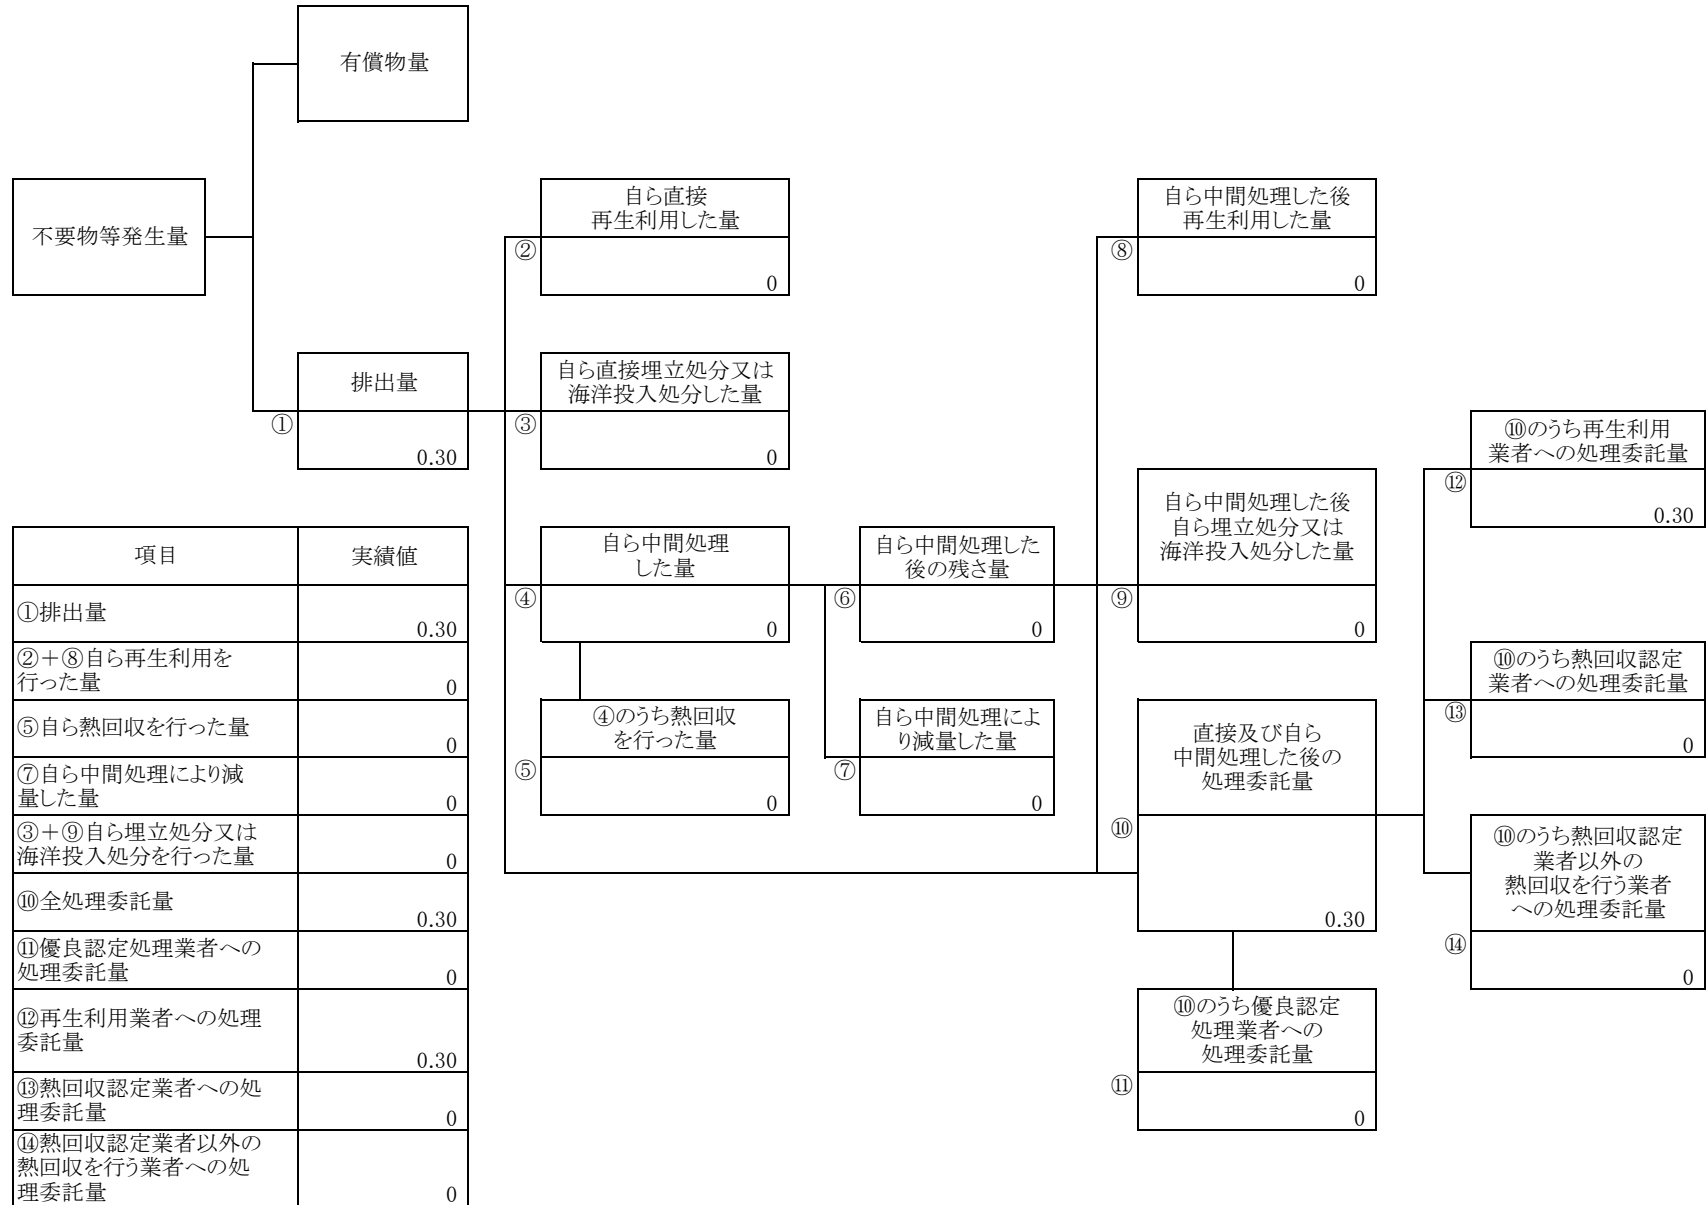 有償物量
不要物等発生量
自ら直接
再生利用した量
②
0
自ら中間処理した後
再生利用した量
⑧
0
排出量
①
0.30
自ら直接埋立処分又は
海洋投入処分した量
③
0
⑩のうち再生利用
業者への処理委託量
⑫
0.30
自ら中間処理
した量
④
0
自ら中間処理した
後の残さ量
⑥
0
自ら中間処理した後
自ら埋立処分又は
海洋投入処分した量
⑨
0
⑩のうち熱回収認定
業者への処理委託量
⑬
0
④のうち熱回収
を行った量
⑤
0
自ら中間処理によ
り減量した量
⑦
0
直接及び自ら
中間処理した後の
処理委託量
⑩
0.30
⑩のうち熱回収認定
業者以外の
熱回収を行う業者
への処理委託量
⑭
0
⑩のうち優良認定
処理業者への
処理委託量
⑪
0
項目 実績値
①排出量
0.30
②＋⑧自ら再生利用を
行った量
0
⑤自ら熱回収を行った量
0
⑦自ら中間処理により減
量した量
0
③＋⑨自ら埋立処分又は
海洋投入処分を行った量
0
⑩全処理委託量
0.30
⑪優良認定処理業者への
処理委託量
0
⑫再生利用業者への処理
委託量
0.30
⑬熱回収認定業者への処
理委託量
0
⑭熱回収認定業者以外の
熱回収を行う業者への処
理委託量
0